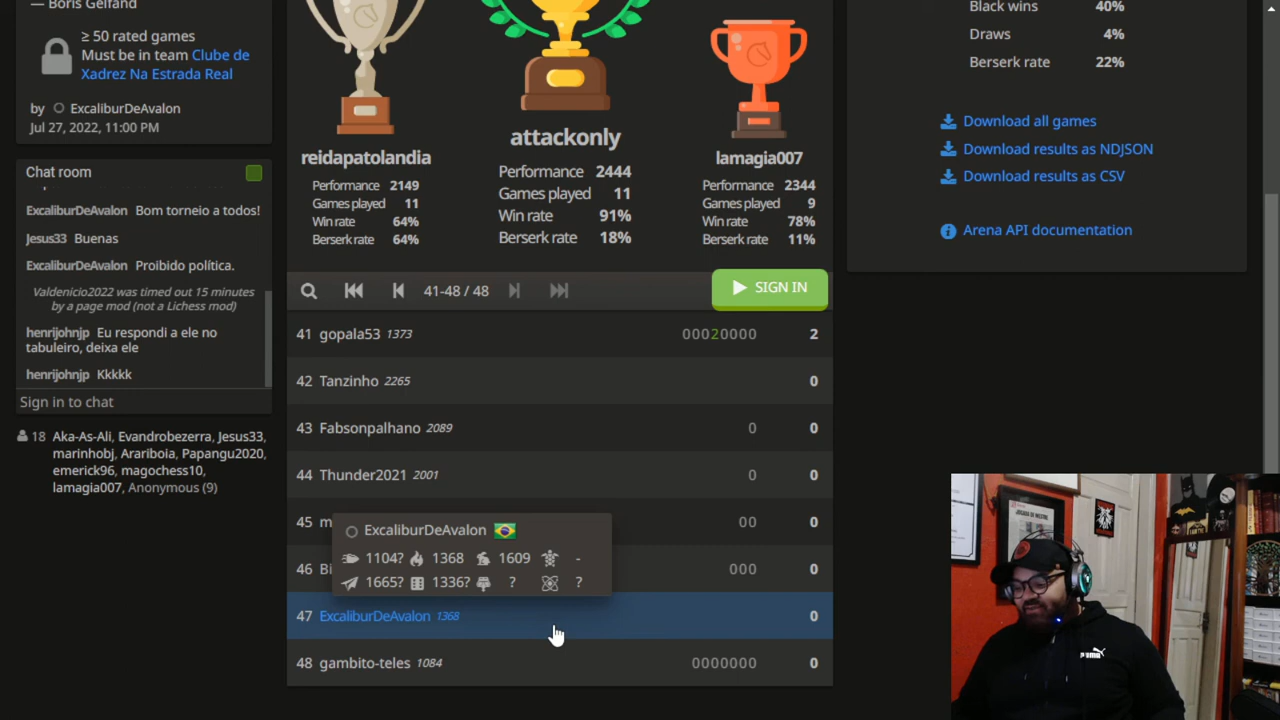 — Boris Gelfand
≥ 50 rated games
Must be in team Clube de
Xadrez Na Estrada Real
by ExcaliburDeAvalon
Jul 27, 2022, 11:00 PM
Chat room
ExcaliburDeAvalon Bom torneio a todos!
Jesus33 Buenas
ExcaliburDeAvalon Proibido política.
Valdenicio2022 was timed out 15 minutes
by a page mod (not a Lichess mod)
henrijohnjp Eu respondi a ele no
tabuleiro, deixa ele
henrijohnjp Kkkkk
Sign in to chat
18 Aka-As-Ali, Evandrobezerra, Jesus33,
marinhobj, Arariboia, Papangu2020,
emerick96, magochess10,
lamagia007, Anonymous (9)
reidapatolandia
Performance 2149
Games played 11
Win rate 64%
Berserk rate 64%
attackonly
Performance 2444
Games played 11
Win rate 91%
Berserk rate 18%
lamagia007
Performance 2344
Games played 9
Win rate 78%
Berserk rate 11%
41-48 / 48
SIGN IN
41 gopala53 1373 00020000 2
42 Tanzinho 2265 0
43 Fabsonpalhano 2089 0 0
44 Thunder2021 2001 0 0
45 m 00 0
ExcaliburDeAvalon
1104? 1368 1609 -
1665? 1336? ? ?
46 Bi 000 0
47 ExcaliburDeAvalon 1368 0
48 gambito-teles 1084 0000000 0
Black wins 40%
Draws 4%
Berserk rate 22%
Download all games
Download results as NDJSON
Download results as CSV
Arena API documentation
PUMA